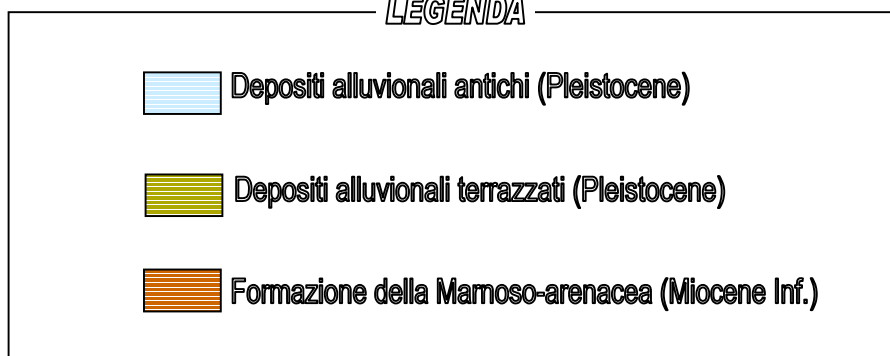 LEGENDA
Depositi alluvionali antichi (Pleistocene)
Depositi alluvionali terrazzati (Pleistocene)
Formazione della Marnoso-arenacea (Miocene Inf.)